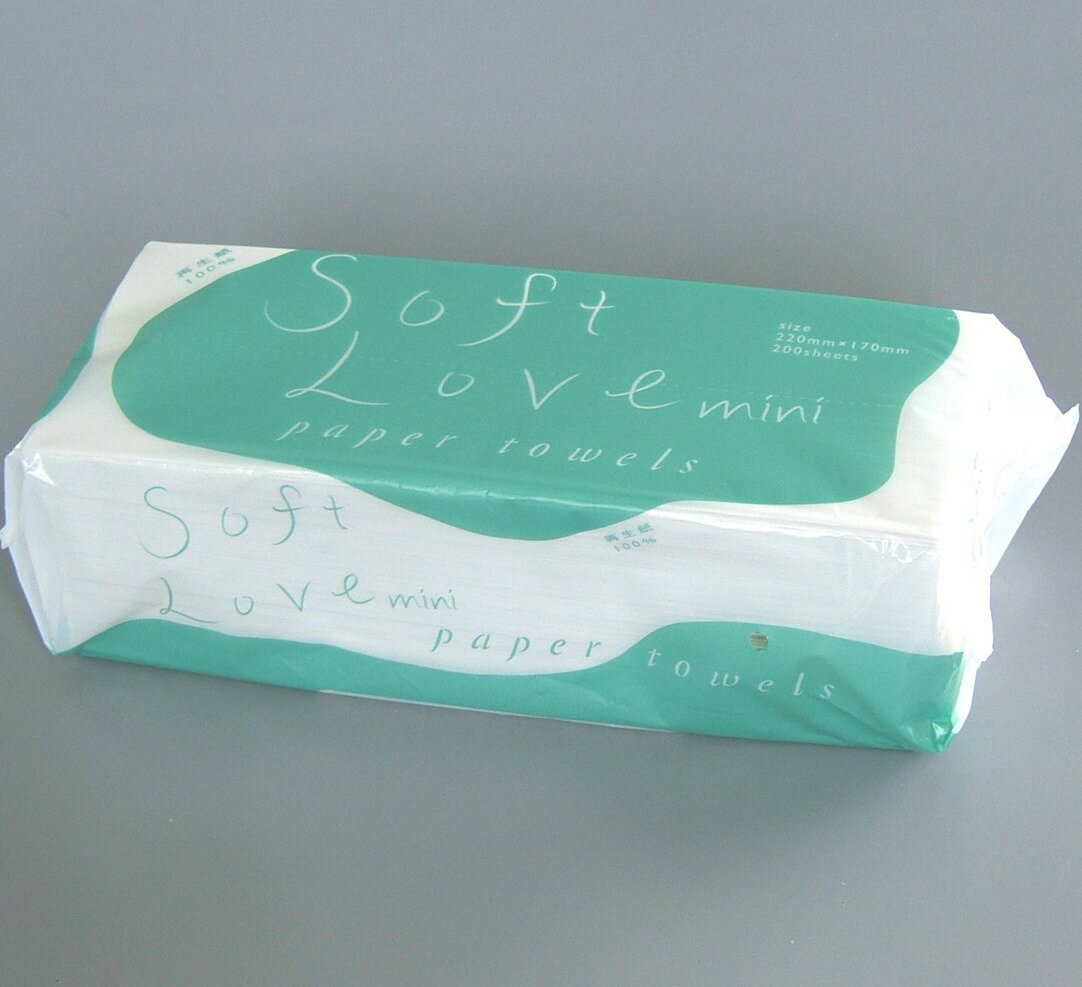 再生紙
100%
Soft
Love mini
paper towels
size
220mm×170mm
200sheets
Soft
Love mini
paper towels
再生紙
100%